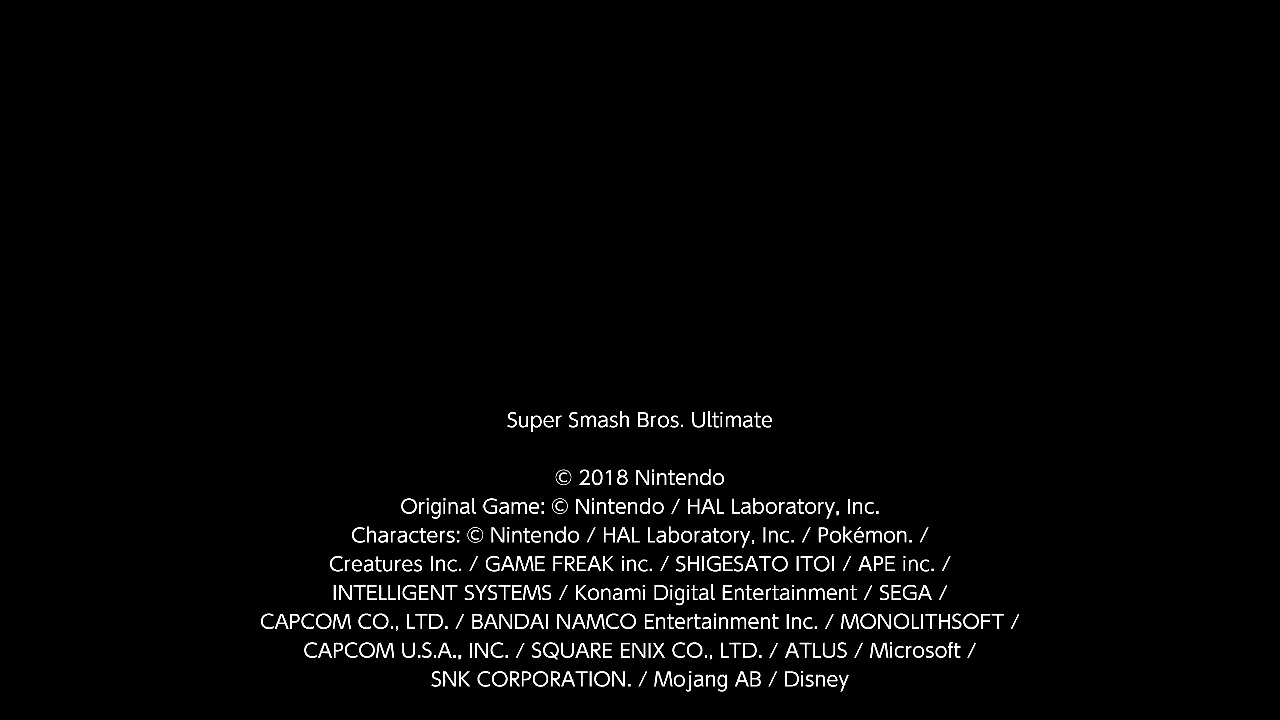 Super Smash Bros. Ultimate
© 2018 Nintendo
Original Game: © Nintendo / HAL Laboratory, Inc.
Characters: © Nintendo / HAL Laboratory, Inc. / Pokémon. /
Creatures Inc. / GAME FREAK inc. / SHIGESATO ITOI / APE inc. /
INTELLIGENT SYSTEMS / Konami Digital Entertainment / SEGA /
CAPCOM CO., LTD. / BANDAI NAMCO Entertainment Inc. / MONOLITHSOFT /
CAPCOM U.S.A., INC. / SQUARE ENIX CO., LTD. / ATLUS / Microsoft /
SNK CORPORATION. / Mojang AB / Disney